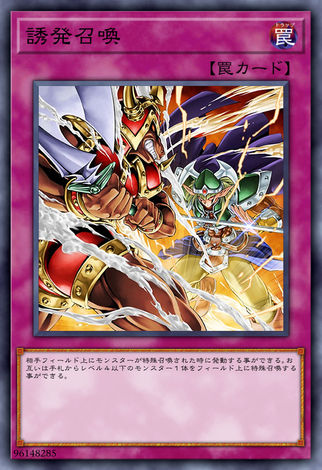 誘発召喚
トラップ
罠
【罠カード】
相手フィールド上にモンスターが特殊召喚された時に発動する事ができる。お
互いは手札からレベル４以下のモンスター１体をフィールド上に特殊召喚する
事ができる。
96148285